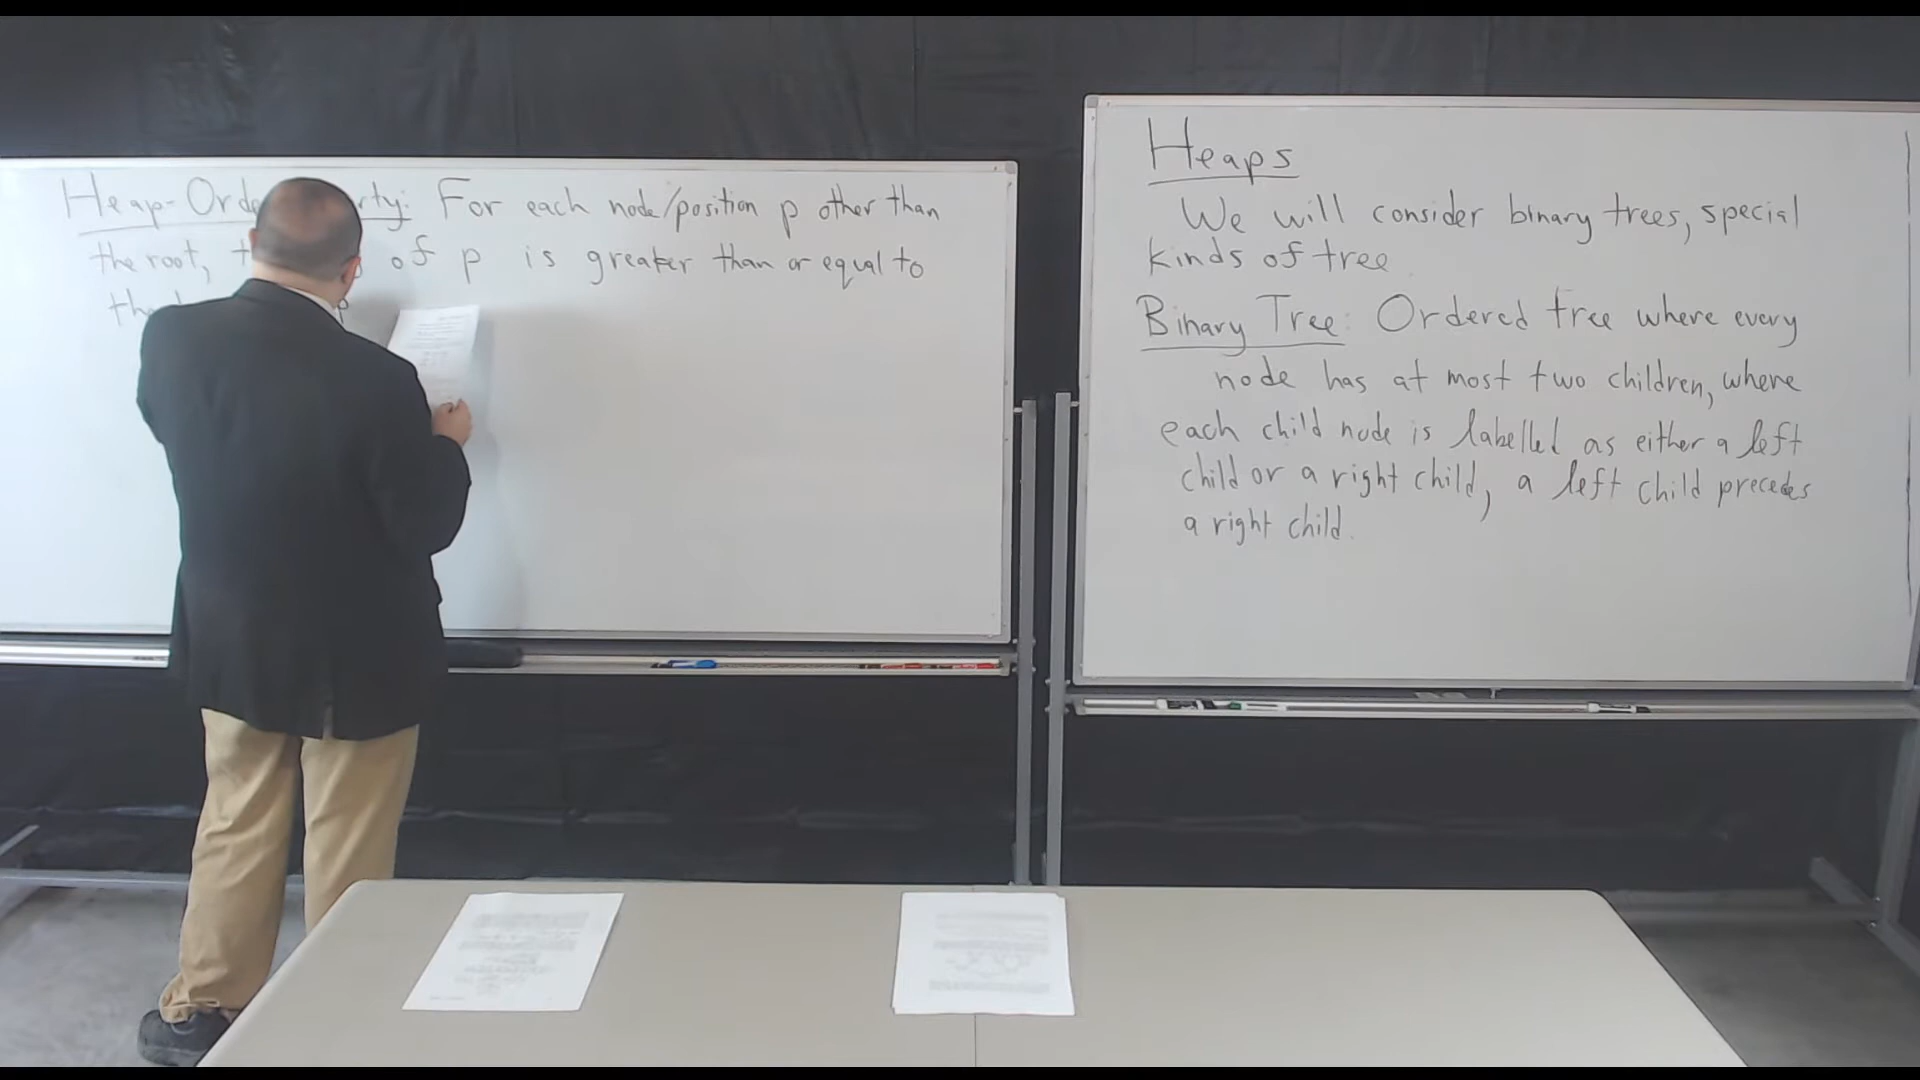 Heap-Orde rty: For each node/position p other than
the root, of p is greater than or equal to
the p
Heaps
We will consider binary trees, special
kinds of tree
Binary Tree: Ordered tree where every
node has at most two children, where
each child node is labelled as either a left
child or a right child, a left child precedes
a right child.